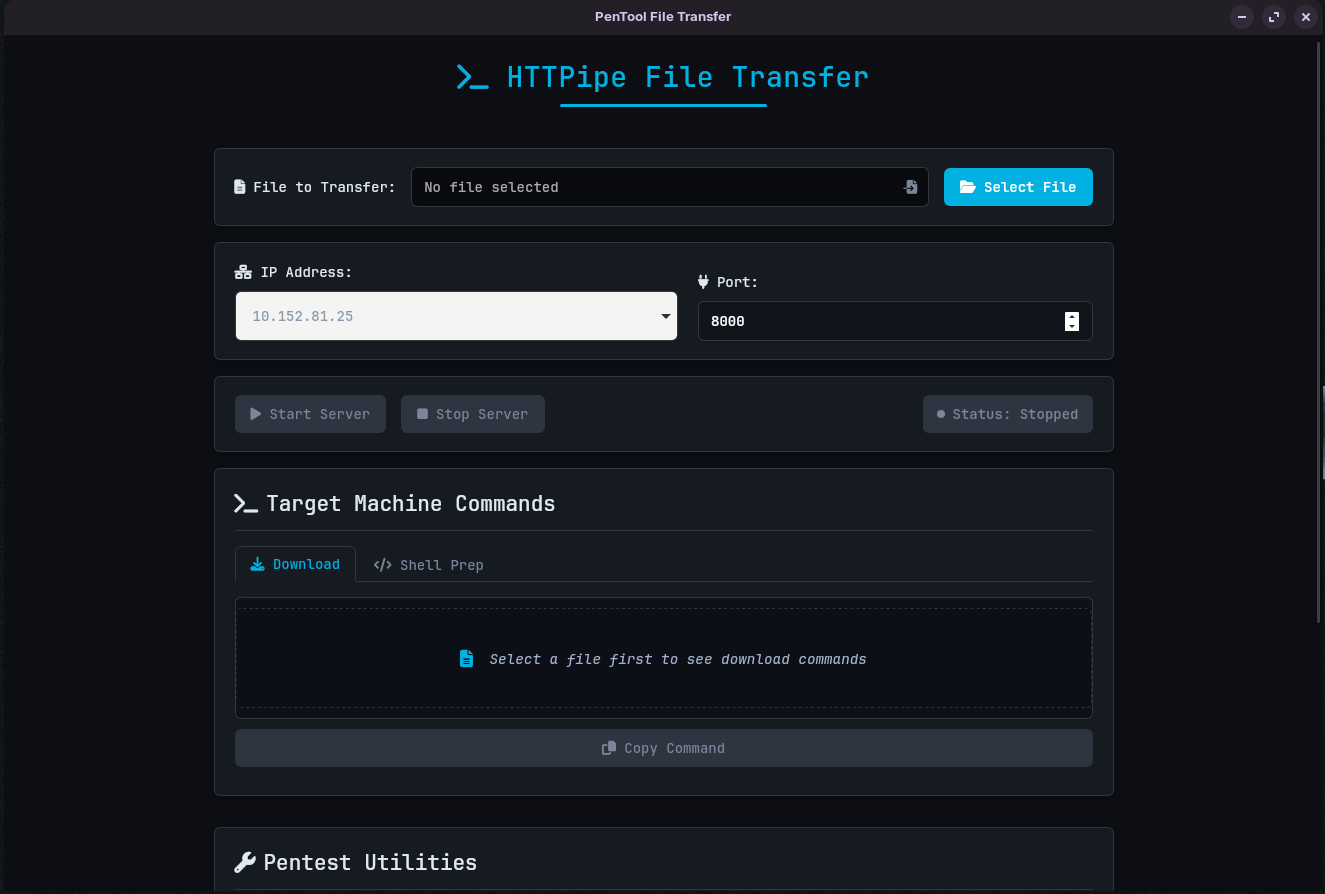 PenTool File Transfer
HTTPipe File Transfer
File to Transfer:
No file selected
Select File
IP Address:
10.152.81.25
Port:
8000
Start Server
Stop Server
Status: Stopped
Target Machine Commands
Download
Shell Prep
Select a file first to see download commands
Copy Command
Pentest Utilities